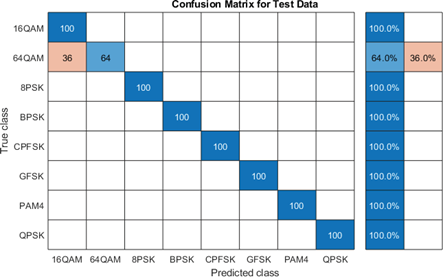 Confusion Matrix for Test Data
16QAM 100 100.0%
64QAM 36 64 64.0% 36.0%
8PSK 100 100.0%
BPSK 100 100.0%
CPFSK 100 100.0%
GFSK 100 100.0%
PAM4 100 100.0%
QPSK 100 100.0%
True class
16QAM 64QAM 8PSK BPSK CPFSK GFSK PAM4 QPSK
Predicted class